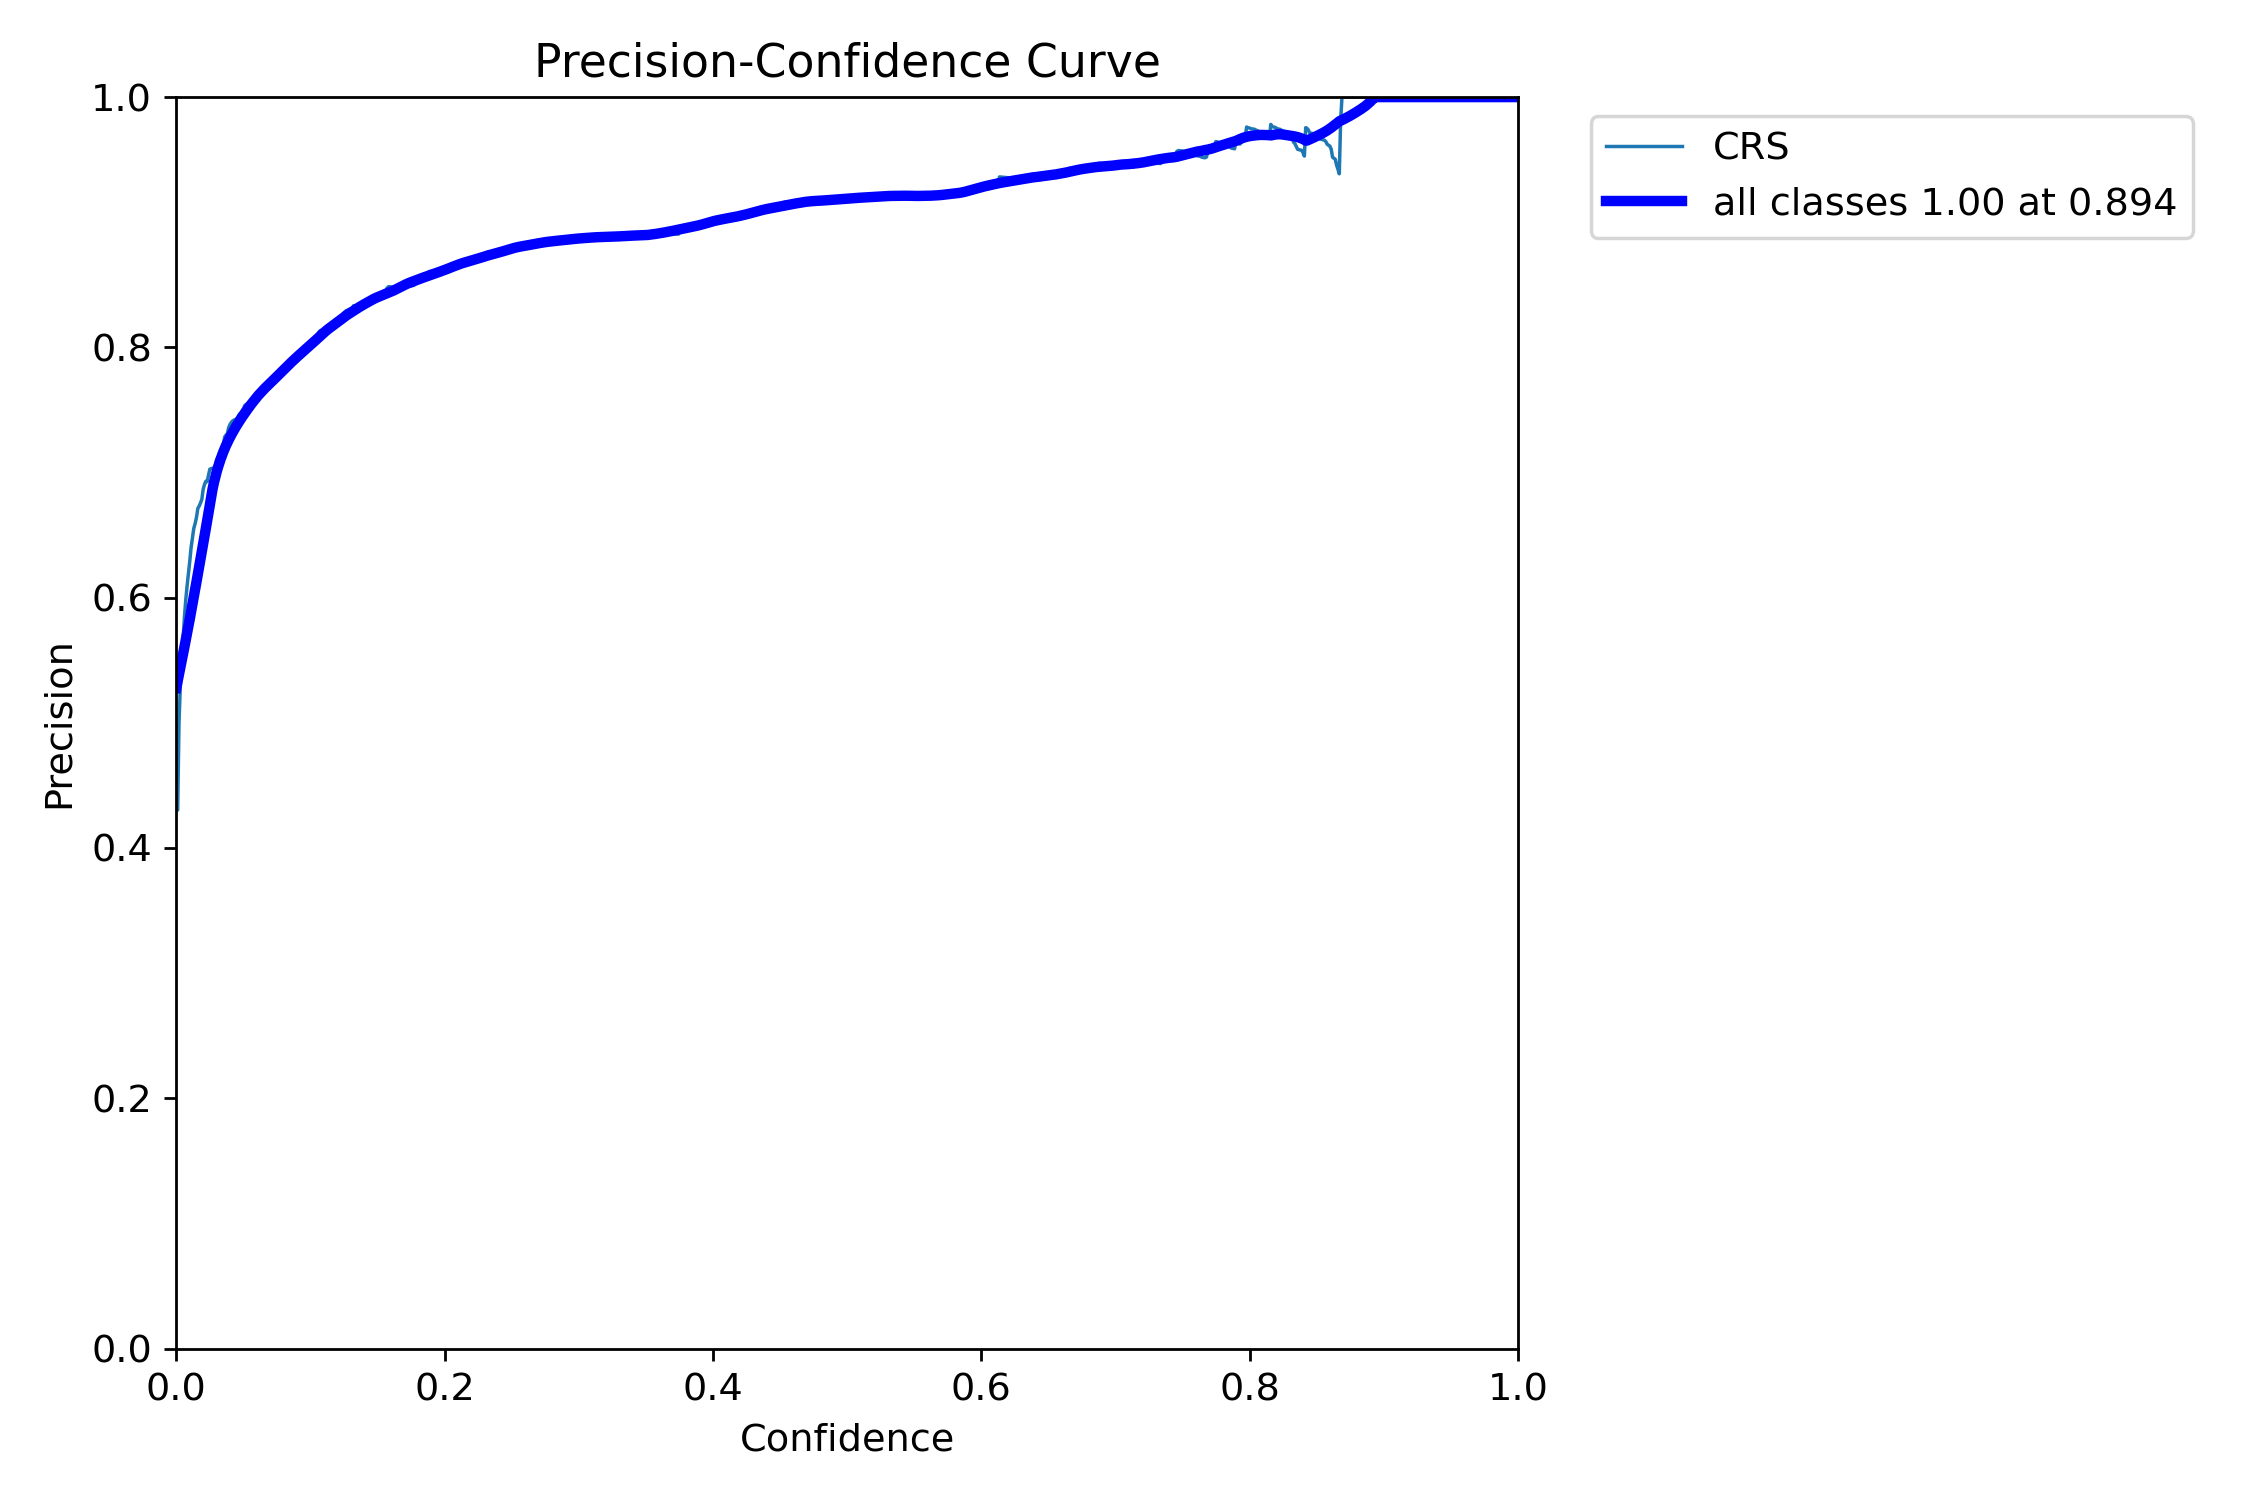 Precision-Confidence Curve
1.0
0.8
0.6
0.4
0.2
0.0
Precision
0.0 0.2 0.4 0.6 0.8 1.0
Confidence
CRS
all classes 1.00 at 0.894